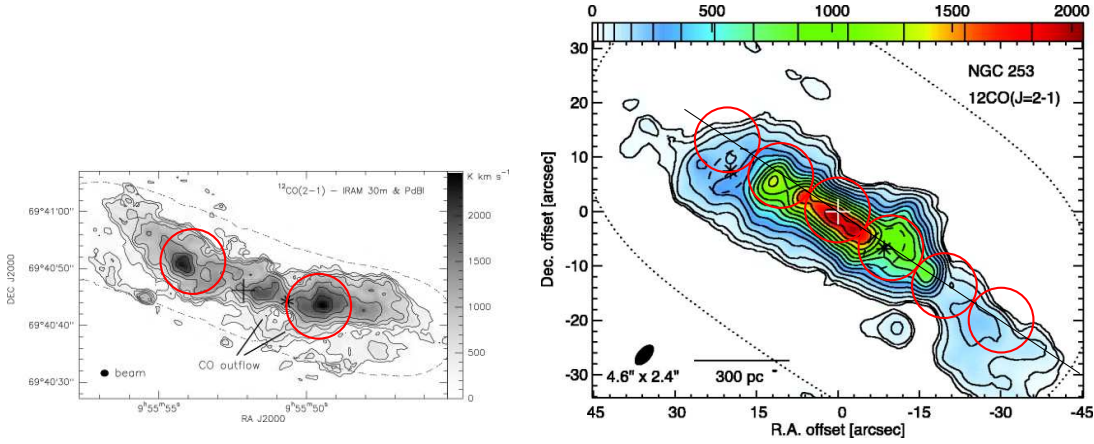 ¹²CO(2−1) − IRAM 30m & PdBI
K km s⁻¹
2000
1500
1000
500
0
69°41'00"
69°40'50"
69°40'40"
69°40'30"
DEC J2000
CO outflow
beam
9ʰ55ᵐ55ˢ
9ʰ55ᵐ50ˢ
RA J2000
0 500 1000 1500 2000
NGC 253
12CO(J=2-1)
30
20
10
0
-10
-20
-30
Dec. offset [arcsec]
4.6" x 2.4"
300 pc
45 30 15 0 -15 -30 -45
R.A. offset [arcsec]